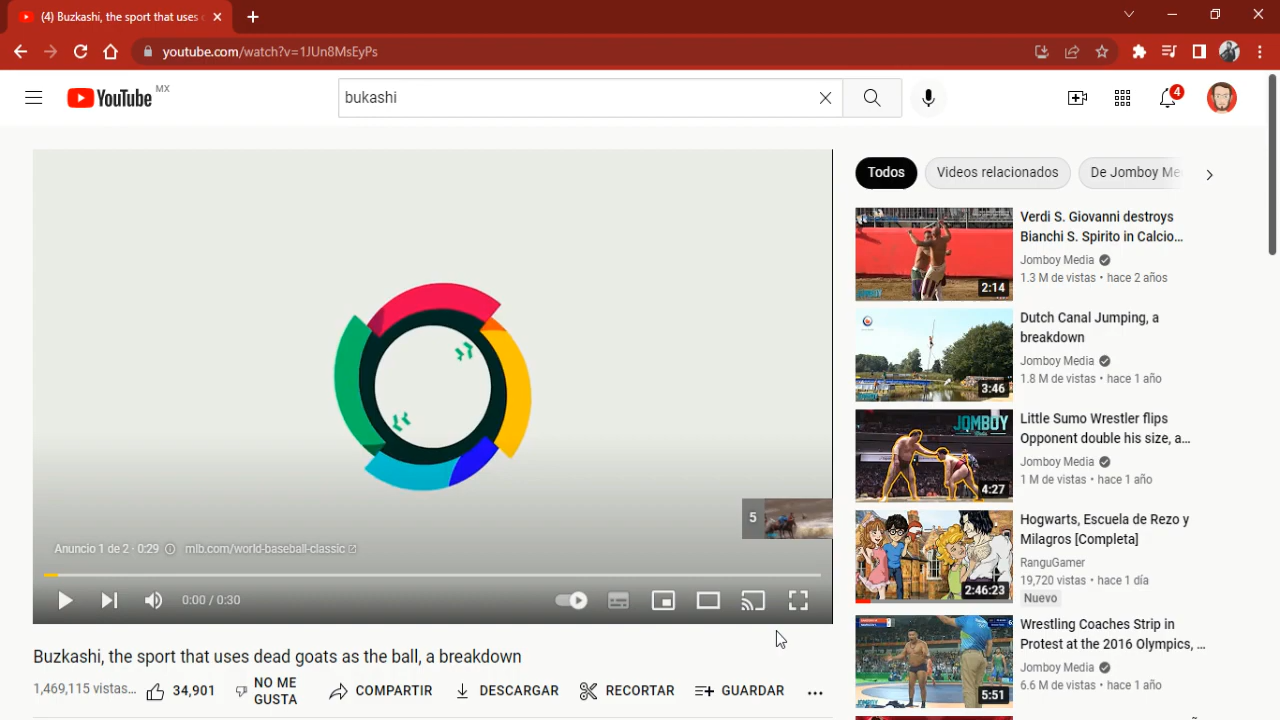 (4) Buzkashi, the sport that uses
youtube.com/watch?v=1JUn8MsEyPs
YouTube MX
bukashi
4
Todos
Videos relacionados
De Jomboy Me
Verdi S. Giovanni destroys
Bianchi S. Spirito in Calcio...
Jomboy Media
1.3 M de vistas • hace 2 años
2:14
Dutch Canal Jumping, a
breakdown
Jomboy Media
1.8 M de vistas • hace 1 año
3:46
JOMBOY
Little Sumo Wrestler flips
Opponent double his size, a...
Jomboy Media
1 M de vistas • hace 1 año
4:27
Hogwarts, Escuela de Rezo y
Milagros [Completa]
RanguGamer
19,720 vistas • hace 1 día
Nuevo
2:46:23
Wrestling Coaches Strip in
Protest at the 2016 Olympics, ...
Jomboy Media
6.6 M de vistas • hace 1 año
5:51
5
Anuncio 1 de 2 · 0:29 mlb.com/world-baseball-classic
0:00 / 0:30
Buzkashi, the sport that uses dead goats as the ball, a breakdown
1,469,115 vistas...
34,901
NO ME
GUSTA
COMPARTIR
DESCARGAR
RECORTAR
GUARDAR